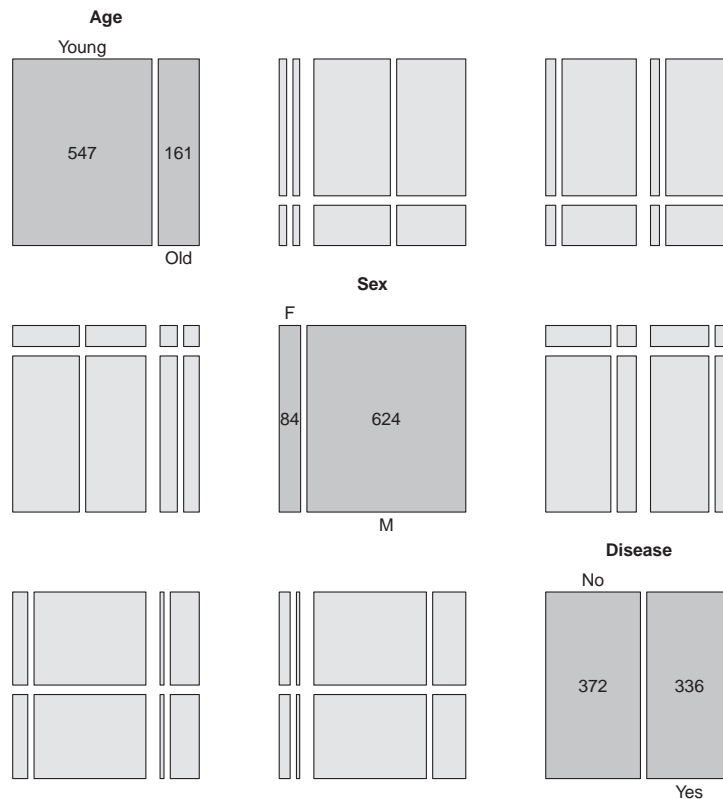 Age
Young
547 161
Old
Sex
F
84 624
M
Disease
No
372 336
Yes